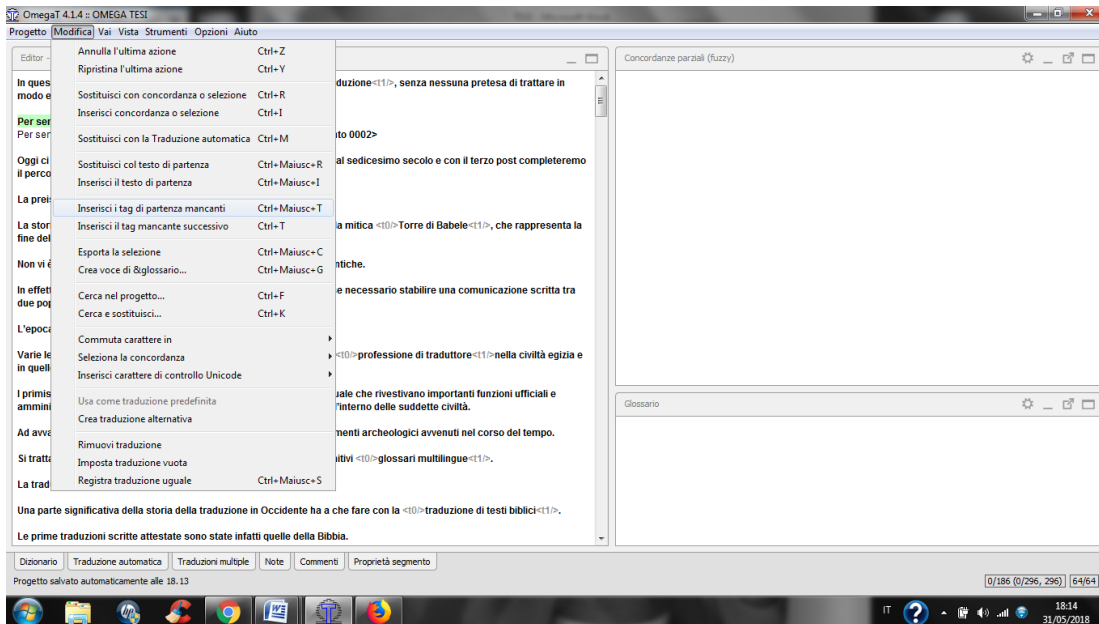 OmegaT 4.1.4 :: OMEGA TESI
Progetto Modifica Vai Vista Strumenti Opzioni Aiuto
Editor -
In ques
duzione<t1/>, senza nessuna pretesa di trattare in
modo e
Per ser
Per ser
nto 0002>
Oggi ci
al sedicesimo secolo e con il terzo post completeremo
il perco
La preis
La stor
a mitica <t0/>Torre di Babele<t1/>, che rappresenta la
fine del
Non vi è
ntiche.
In effett
e necessario stabilire una comunicazione scritta tra
due pop
L'epoca
Varie le
<t0/>professione di traduttore<t1/>nella civiltà egizia e
in quell
I primis
uale che rivestivano importanti funzioni ufficiali e
ammini
l'interno delle suddette civiltà.
Ad avva
menti archeologici avvenuti nel corso del tempo.
Si tratta
nitivi <t0/>glossari multilingue<t1/>.
La trad
Una parte significativa della storia della traduzione in Occidente ha a che fare con la <t0/>traduzione di testi biblici<t1/>.
Le prime traduzioni scritte attestate sono state infatti quelle della Bibbia.
Annulla l'ultima azione Ctrl+Z
Ripristina l'ultima azione Ctrl+Y
Sostituisci con concordanza o selezione Ctrl+R
Inserisci concordanza o selezione Ctrl+I
Sostituisci con la Traduzione automatica Ctrl+M
Sostituisci col testo di partenza Ctrl+Maiusc+R
Inserisci il testo di partenza Ctrl+Maiusc+I
Inserisci i tag di partenza mancanti Ctrl+Maiusc+T
Inserisci il tag mancante successivo Ctrl+T
Esporta la selezione Ctrl+Maiusc+C
Crea voce di &glossario... Ctrl+Maiusc+G
Cerca nel progetto... Ctrl+F
Cerca e sostituisci... Ctrl+K
Commuta carattere in
Seleziona la concordanza
Inserisci carattere di controllo Unicode
Usa come traduzione predefinita
Crea traduzione alternativa
Rimuovi traduzione
Imposta traduzione vuota
Registra traduzione uguale Ctrl+Maiusc+S
Concordanze parziali (fuzzy)
Glossario
Dizionario Traduzione automatica Traduzioni multiple Note Commenti Proprietà segmento
Progetto salvato automaticamente alle 18.13
0/186 (0/296, 296) 64/64
IT
18:14
31/05/2018